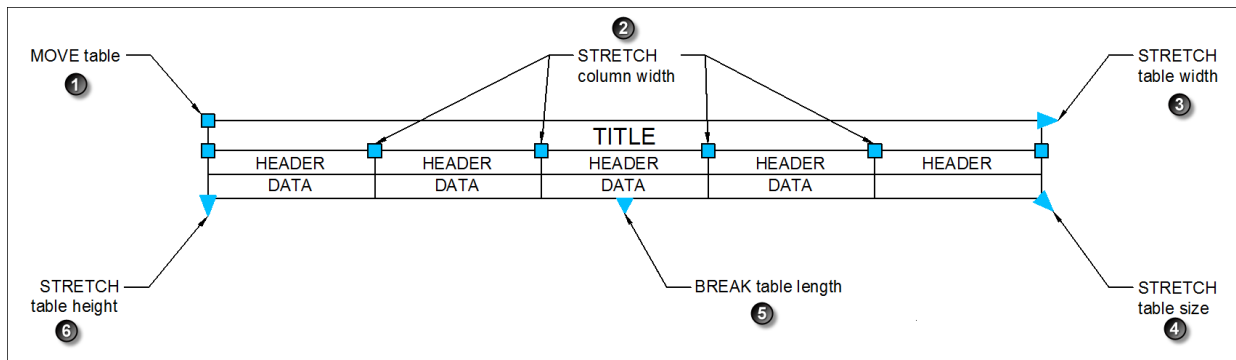 2
MOVE table
1
STRETCH
column width
STRETCH
table width
3
TITLE
HEADER HEADER HEADER HEADER HEADER
DATA DATA DATA DATA
STRETCH
table height
6
BREAK table length
5
STRETCH
table size
4